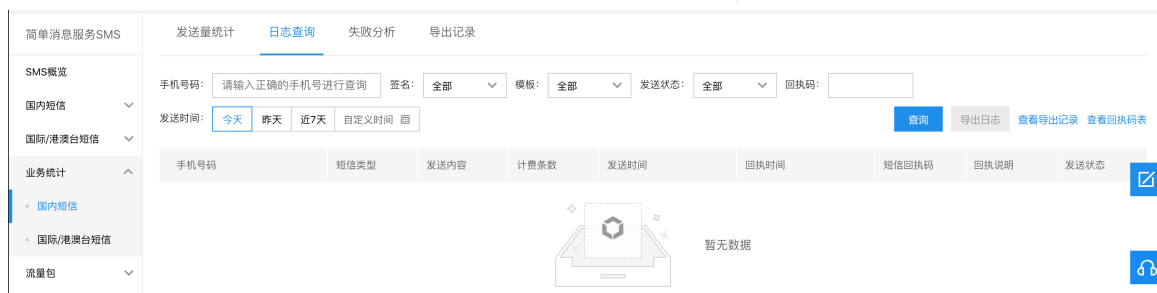 简单消息服务SMS
发送量统计 日志查询 失败分析 导出记录
SMS概览
国内短信
国际/港澳台短信
业务统计
国内短信
国际/港澳台短信
流量包
手机号码: 请输入正确的手机号进行查询 签名: 全部 模板: 全部 发送状态: 全部 回执码:
发送时间: 今天 昨天 近7天 自定义时间 查询 导出日志 查看导出记录 查看回执码表
手机号码 短信类型 发送内容 计费条数 发送时间 回执时间 短信回执码 回执说明 发送状态
暂无数据